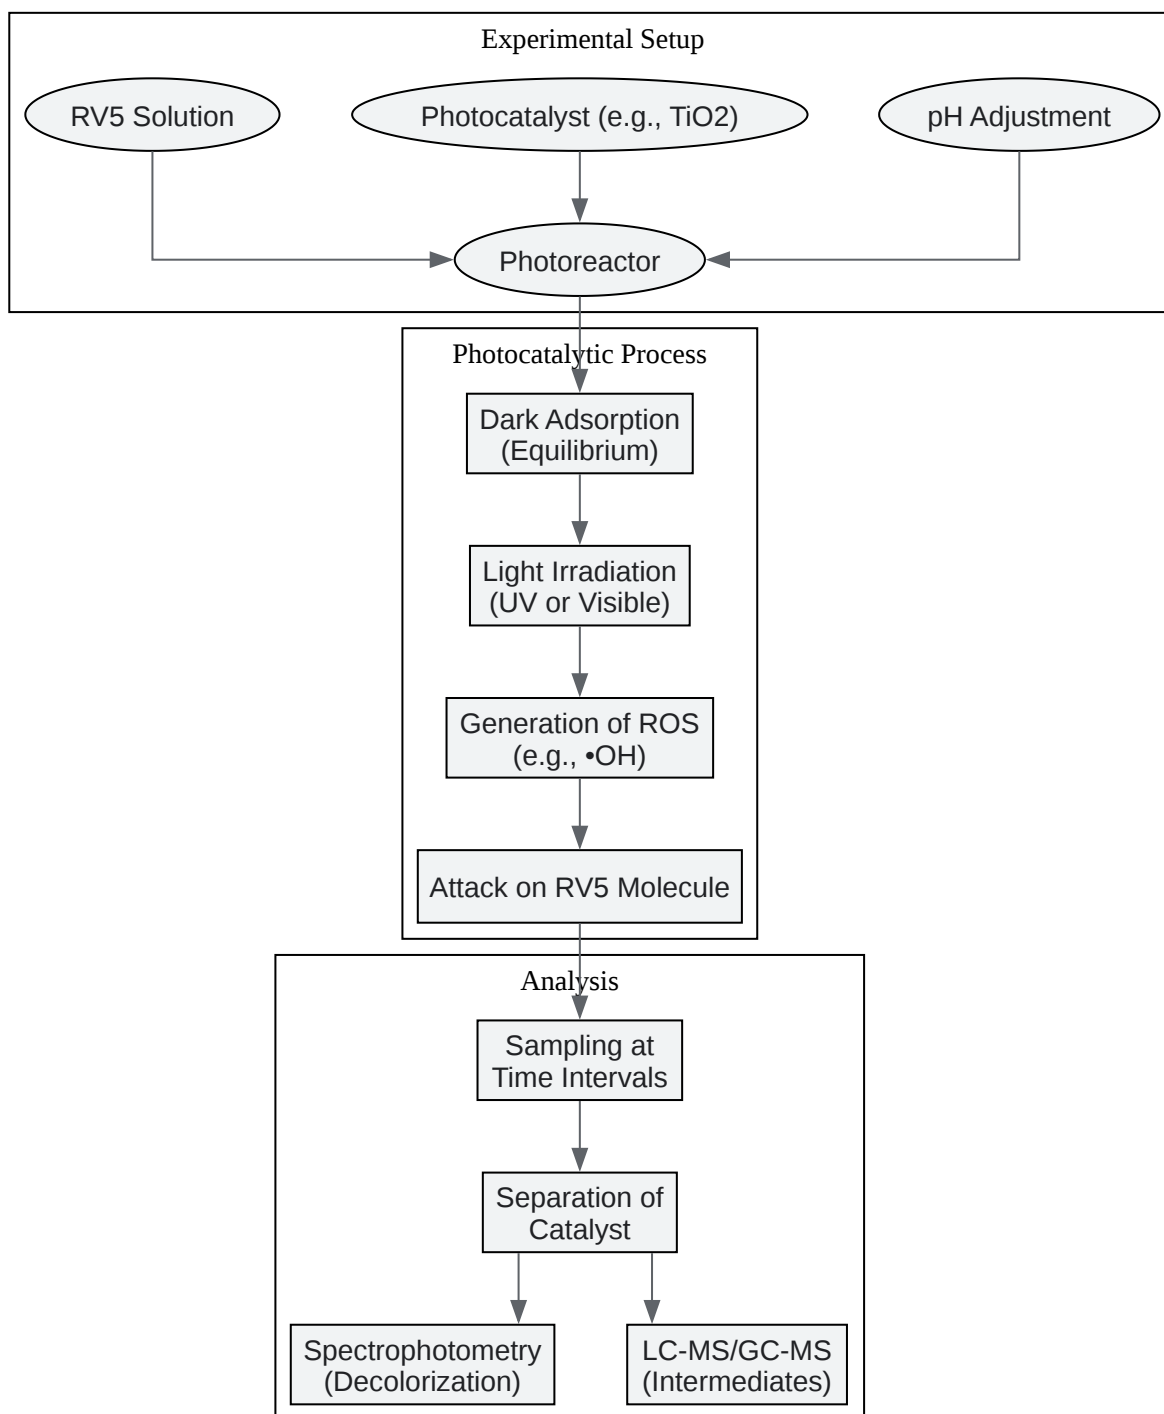 Experimental Setup
RV5 Solution
Photocatalyst (e.g., TiO2)
pH Adjustment
Photoreactor
Photocatalytic Process
Dark Adsorption
(Equilibrium)
Light Irradiation
(UV or Visible)
Generation of ROS
(e.g., •OH)
Attack on RV5 Molecule
Analysis
Sampling at
Time Intervals
Separation of
Catalyst
Spectrophotometry
(Decolorization)
LC-MS/GC-MS
(Intermediates)